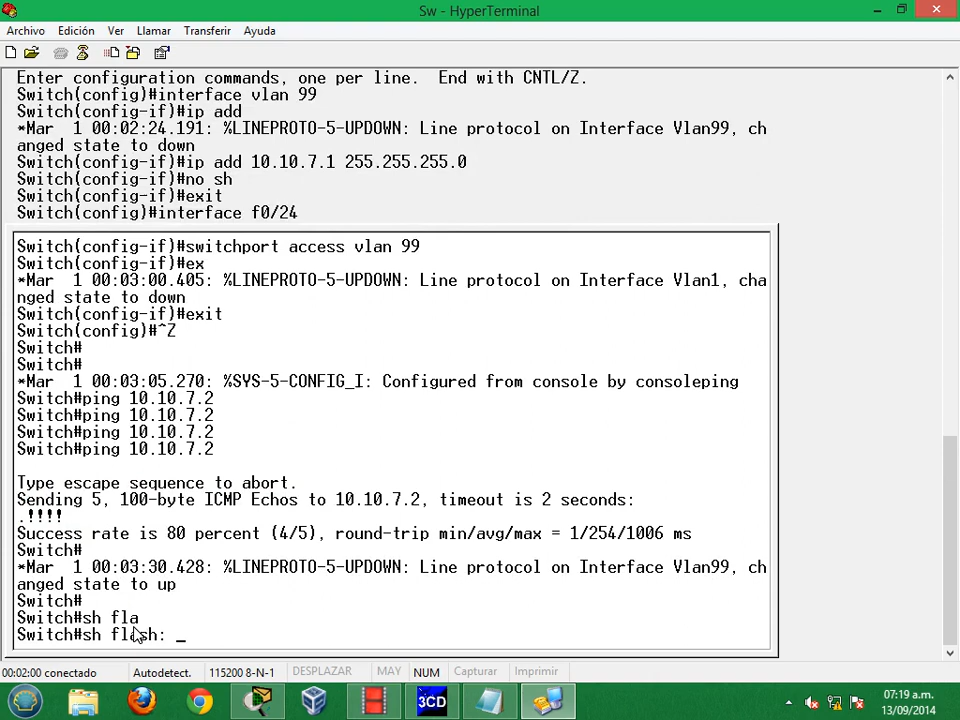 Sw - HyperTerminal
Archivo Edición Ver Llamar Transferir Ayuda
Enter configuration commands, one per line.  End with CNTL/Z.
Switch(config)#interface vlan 99
Switch(config-if)#ip add
*Mar  1 00:02:24.191: %LINEPROTO-5-UPDOWN: Line protocol on Interface Vlan99, ch
anged state to down
Switch(config-if)#ip add 10.10.7.1 255.255.255.0
Switch(config-if)#no sh
Switch(config-if)#exit
Switch(config)#interface f0/24
Switch(config-if)#switchport access vlan 99
Switch(config-if)#ex
*Mar  1 00:03:00.405: %LINEPROTO-5-UPDOWN: Line protocol on Interface Vlan1, cha
nged state to down
Switch(config-if)#exit
Switch(config)#^Z
Switch#
Switch#
*Mar  1 00:03:05.270: %SYS-5-CONFIG_I: Configured from console by consoleping
Switch#ping 10.10.7.2
Switch#ping 10.10.7.2
Switch#ping 10.10.7.2
Switch#ping 10.10.7.2
Type escape sequence to abort.
Sending 5, 100-byte ICMP Echos to 10.10.7.2, timeout is 2 seconds:
.!!!!
Success rate is 80 percent (4/5), round-trip min/avg/max = 1/254/1006 ms
Switch#
*Mar  1 00:03:30.428: %LINEPROTO-5-UPDOWN: Line protocol on Interface Vlan99, ch
anged state to up
Switch#
Switch#sh fla
Switch#sh flash: _
00:02:00 conectado Autodetect. 115200 8-N-1 DESPLAZAR MAY NUM Capturar Imprimir
3CD
07:19 a.m.
13/09/2014